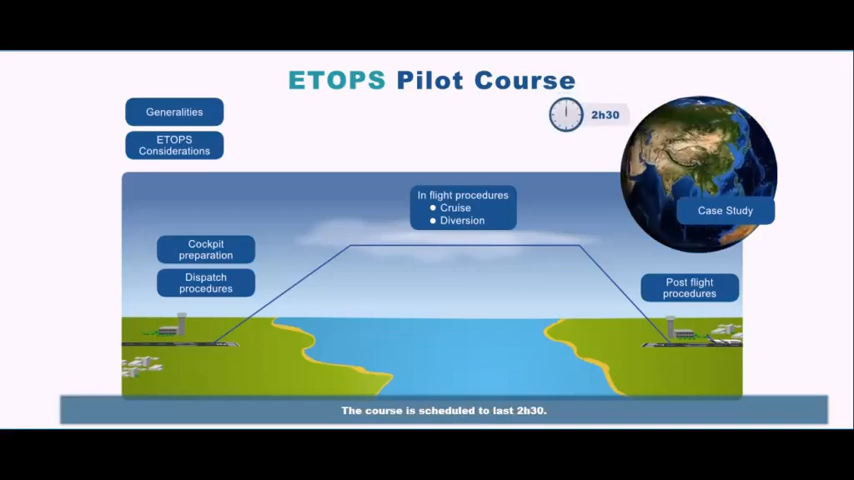 ETOPS Pilot Course
Generalities
2h30
ETOPS
Considerations
In flight procedures
Cruise
Diversion
Case Study
Cockpit
preparation
Dispatch
procedures
Post flight
procedures
The course is scheduled to last 2h30.